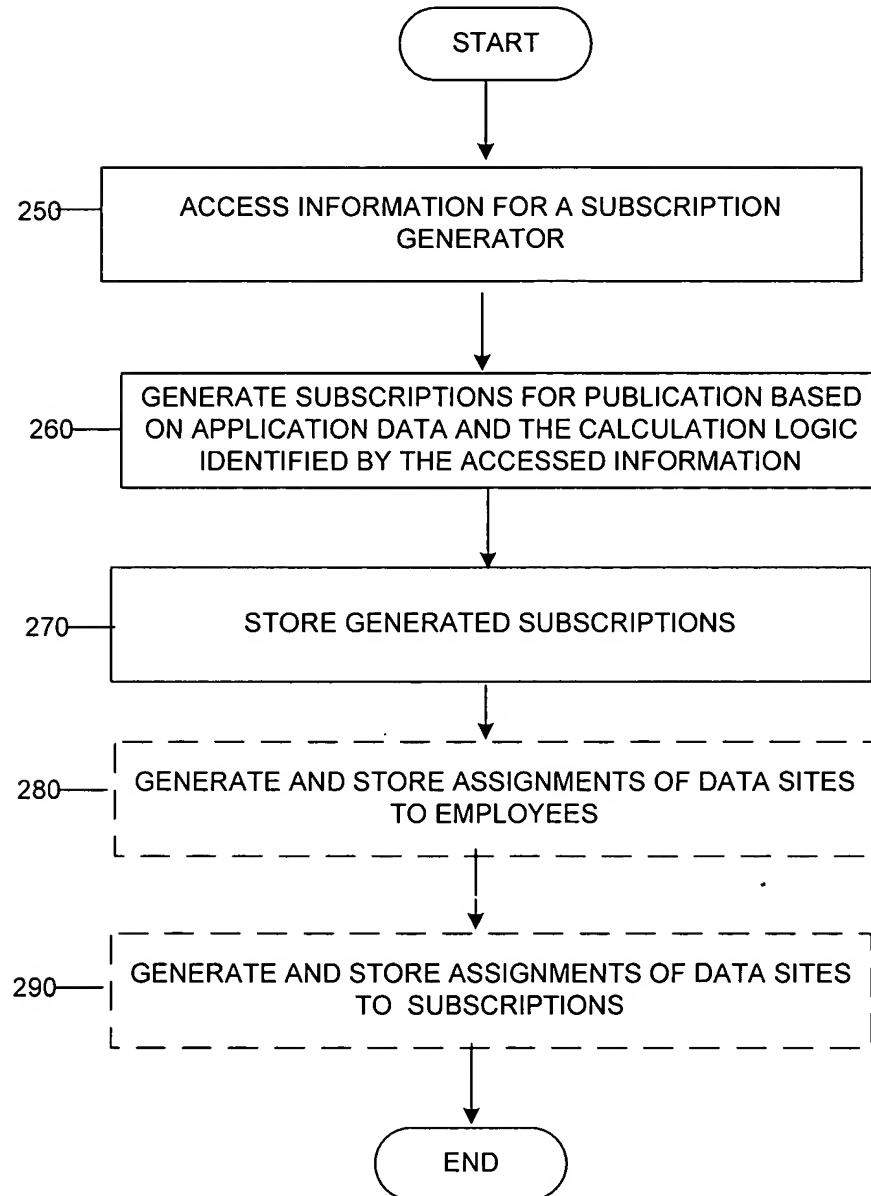 START
250
ACCESS INFORMATION FOR A SUBSCRIPTION
GENERATOR
260
GENERATE SUBSCRIPTIONS FOR PUBLICATION BASED
ON APPLICATION DATA AND THE CALCULATION LOGIC
IDENTIFIED BY THE ACCESSED INFORMATION
270
STORE GENERATED SUBSCRIPTIONS
280
GENERATE AND STORE ASSIGNMENTS OF DATA SITES
TO EMPLOYEES
290
GENERATE AND STORE ASSIGNMENTS OF DATA SITES
TO SUBSCRIPTIONS
END